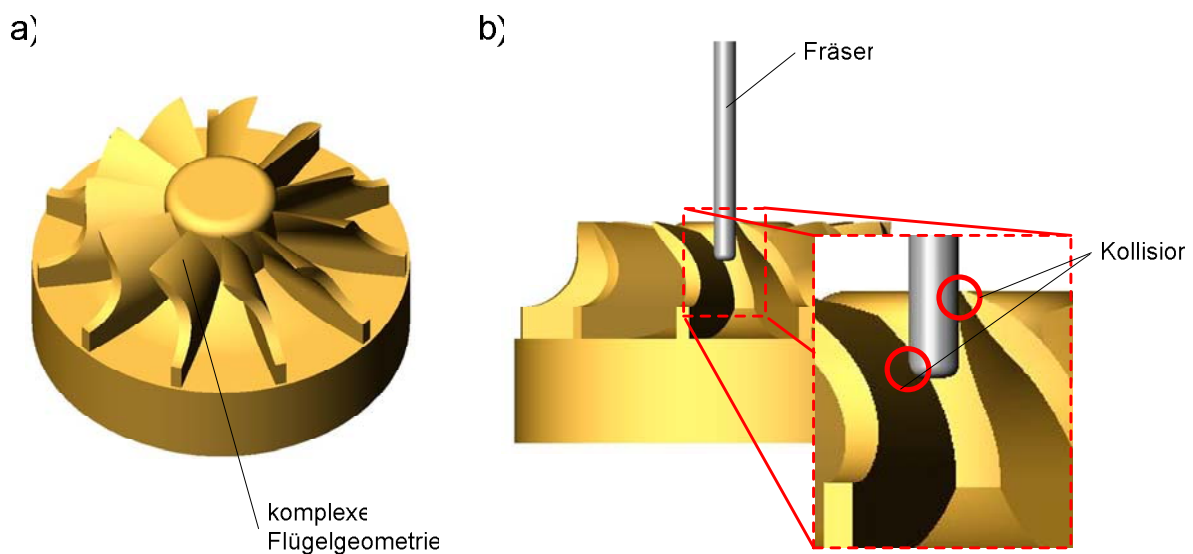 a)
b)
Fräser
Kollision
komplexe
Flügelgeometrie